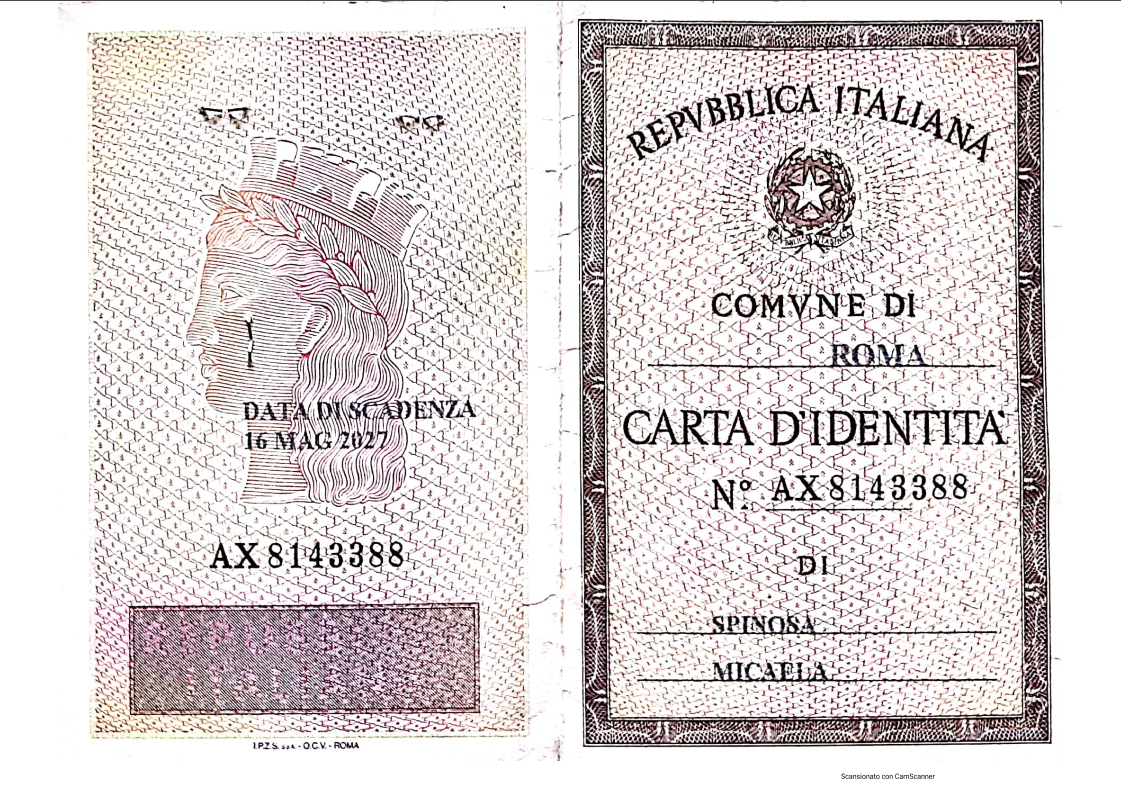 DATA DI SCADENZA
16 MAG 2027
AX 8143388
I.P.Z.S. s.p.a. - O.C.V. - ROMA
REPVBBLICA ITALIANA
COMVNE DI
ROMA
CARTA D'IDENTITA'
N° AX 8143388
DI
SPINOSA
MICAELA
Scansionato con CamScanner